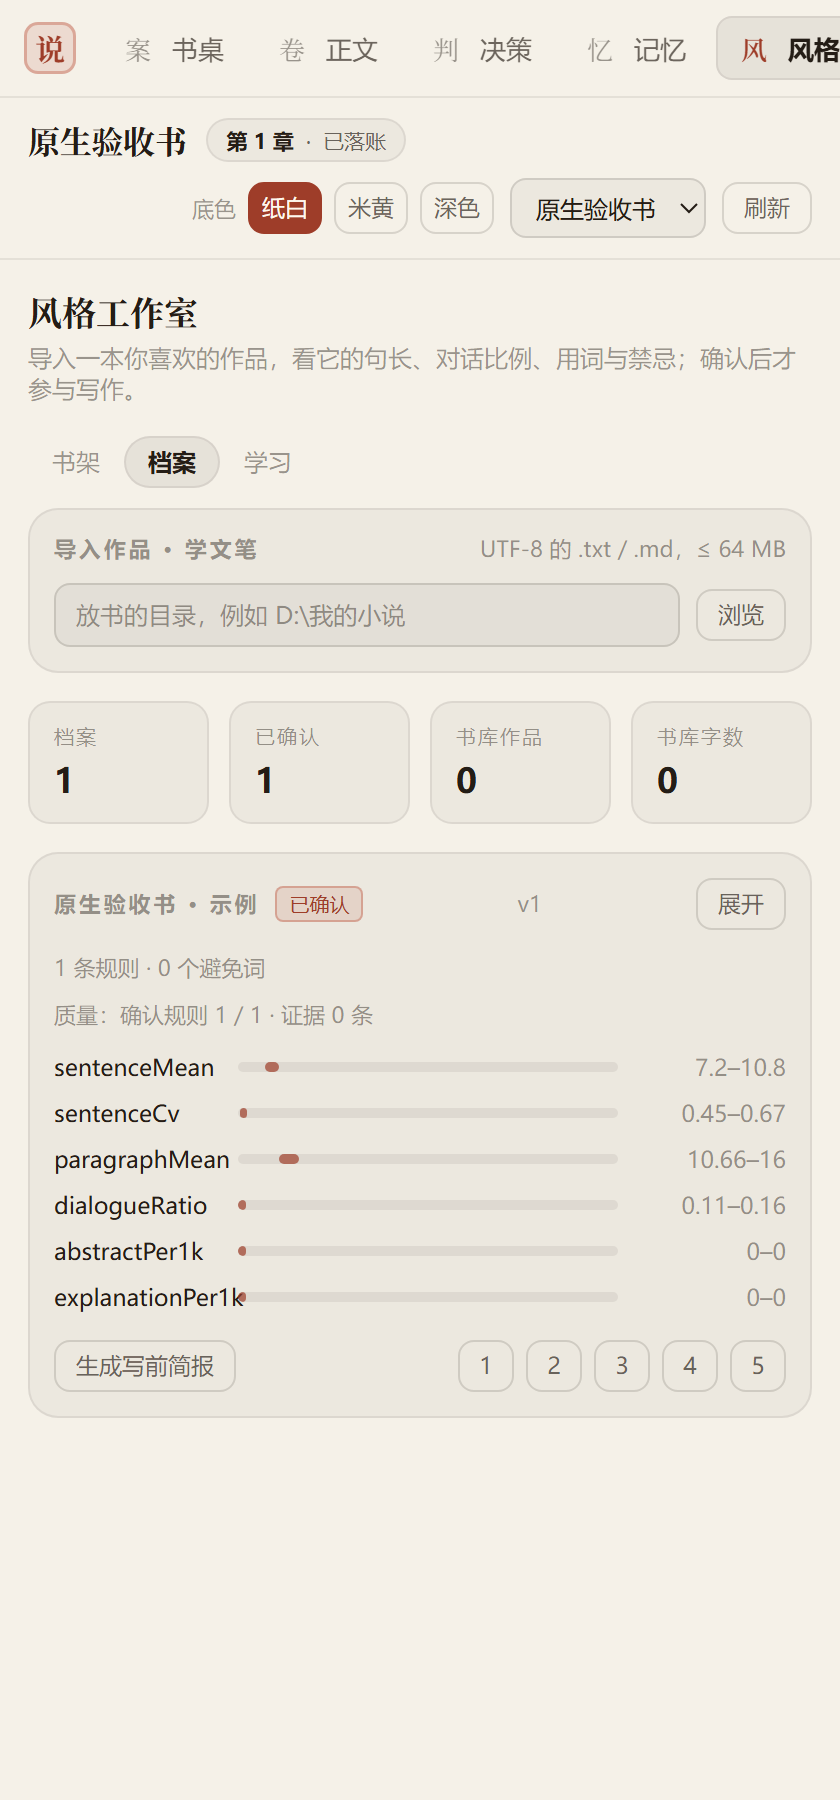 说 案 书桌 卷 正文 判 决策 忆 记忆 风 风格
原生验收书 第 1 章 · 已落账
底色 纸白 米黄 深色 原生验收书 刷新
风格工作室
导入一本你喜欢的作品，看它的句长、对话比例、用词与禁忌；确认后才
参与写作。
书架 档案 学习
导入作品 · 学文笔 UTF-8 的 .txt / .md，≤ 64 MB
放书的目录，例如 D:\我的小说 浏览
档案 已确认 书库作品 书库字数
1 1 0 0
原生验收书 · 示例 已确认 v1 展开
1 条规则 · 0 个避免词
质量：确认规则 1 / 1 · 证据 0 条
sentenceMean 7.2–10.8
sentenceCv 0.45–0.67
paragraphMean 10.66–16
dialogueRatio 0.11–0.16
abstractPer1k 0–0
explanationPer1k 0–0
生成写前简报 1 2 3 4 5